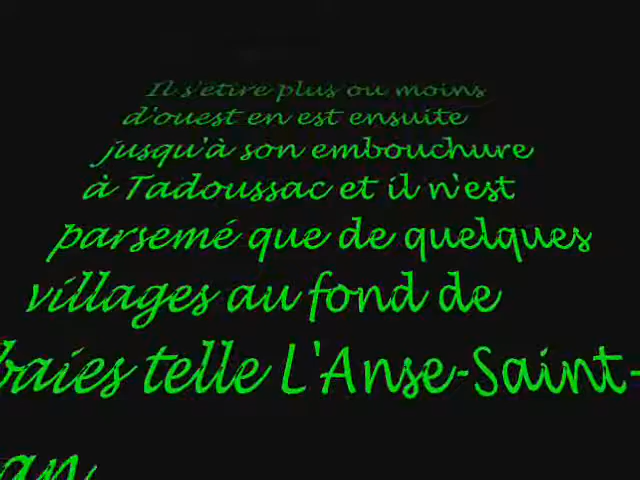 Il s'étire plus ou moins
d'ouest en est ensuite
jusqu'à son embouchure
à Tadoussac et il n'est
parsemé que de quelques
villages au fond de
baies telle L'Anse-Saint-